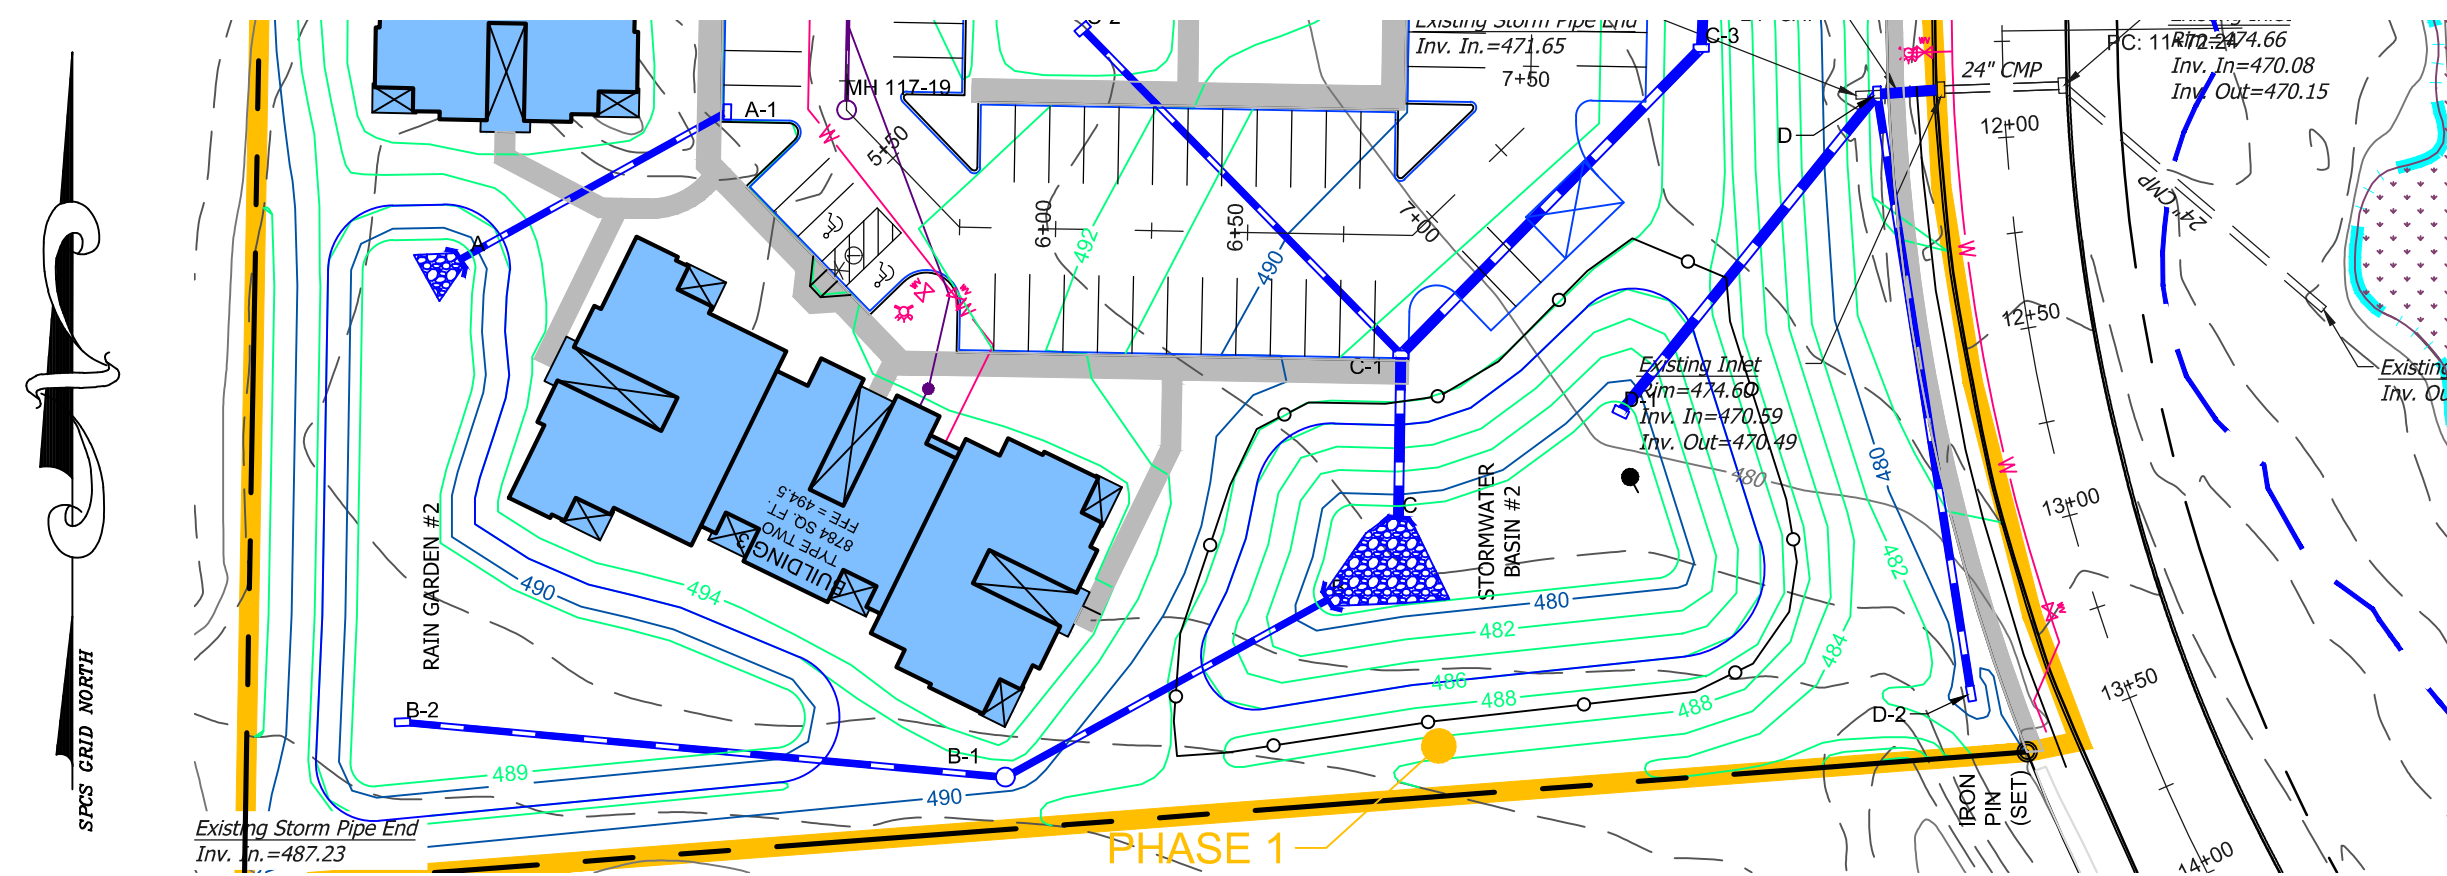 Existing Storm Pipe End
Inv. In.=471.65
C-3
7+50
24" CMP
PC: 11+72.24
Rim=474.66
Inv. In=470.08
Inv. Out=470.15
MH 117-19
A-1
W
5+50
D
12+00
24" CMP
A
6+00
492
6+50
490
7+00
W
12+50
C-1
Existing Inlet
Rim=474.60
D-1
Inv. In=470.59
Inv. Out=470.49
Existing
480
480
W
STORMWATER
BASIN #2
C
13+00
RAIN GARDEN #2
BUILDING 3
TYPE TWO
8784 SQ. FT.
FFE = 494.5
490
494
482
480
482
484
486
488
488
13+50
B-2
B-1
D-2
489
490
IRON
PIN
(SET)
PHASE 1
14+00
Existing Storm Pipe End
Inv. In.=487.23
SPCS GRID NORTH